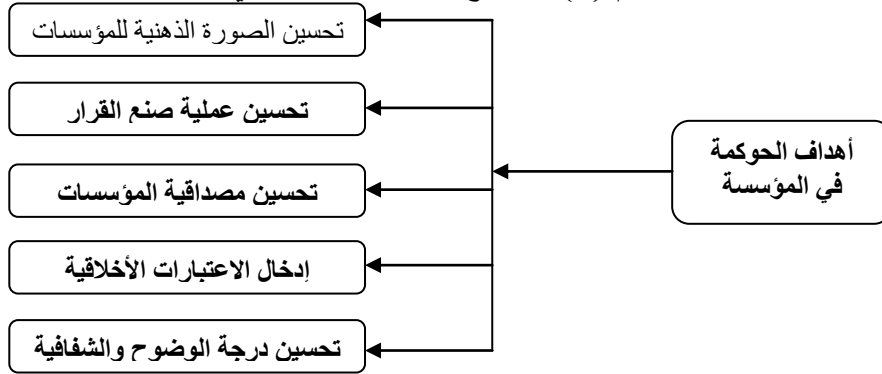 تحسين الصورة الذهنية للمؤسسات
تحسين عملية صنع القرار
أهداف الحوكمة
في المؤسسة
تحسين مصداقية المؤسسات
إدخال الاعتبارات الأخلاقية
تحسين درجة الوضوح والشفافية